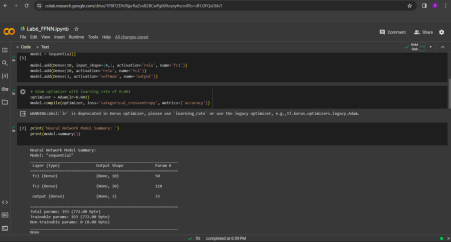 Lab6_FFNN.ipynb
File Edit View Insert Runtime Tools Help All changes saved
Comment Share
+ Code + Text
model = Sequential()
model.add(Dense(10, input_shape=(4,), activation='relu', name='fc1'))
model.add(Dense(10, activation='relu', name='fc2'))
model.add(Dense(3, activation='softmax', name='output'))
# Adam optimizer with learning rate of 0.001
optimizer = Adam(lr=0.001)
model.compile(optimizer, loss='categorical_crossentropy', metrics=['accuracy'])
WARNING:absl:`lr` is deprecated in Keras optimizer, please use `learning_rate` or use the legacy optimizer, e.g.,tf.keras.optimizers.legacy.Adam.
[7] print('Neural Network Model Summary: ')
print(model.summary())
Neural Network Model Summary:
Model: "sequential"
Layer (type) Output Shape Param #
fc1 (Dense) (None, 10) 50
fc2 (Dense) (None, 10) 110
output (Dense) (None, 3) 33
Total params: 193 (772.00 Byte)
Trainable params: 193 (772.00 Byte)
Non-trainable params: 0 (0.00 Byte)
None
completed at 6:39 PM